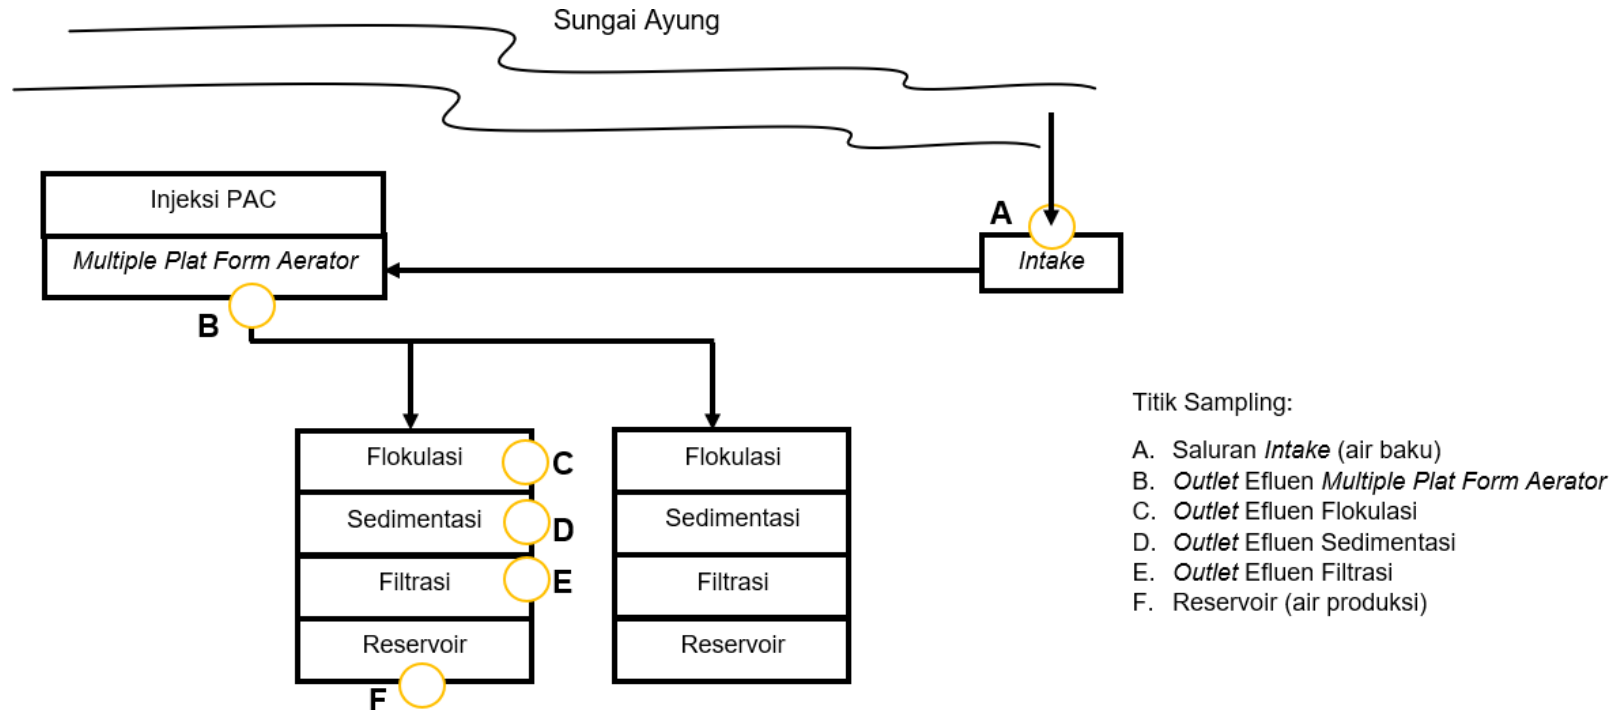 Sungai Ayung
Injeksi PAC
Multiple Plat Form Aerator
A
Intake
B
Flokulasi
C
Sedimentasi
D
Filtrasi
E
Reservoir
F
Flokulasi
Sedimentasi
Filtrasi
Reservoir
Titik Sampling:
A. Saluran Intake (air baku)
B. Outlet Efluen Multiple Plat Form Aerator
C. Outlet Efluen Flokulasi
D. Outlet Efluen Sedimentasi
E. Outlet Efluen Filtrasi
F. Reservoir (air produksi)